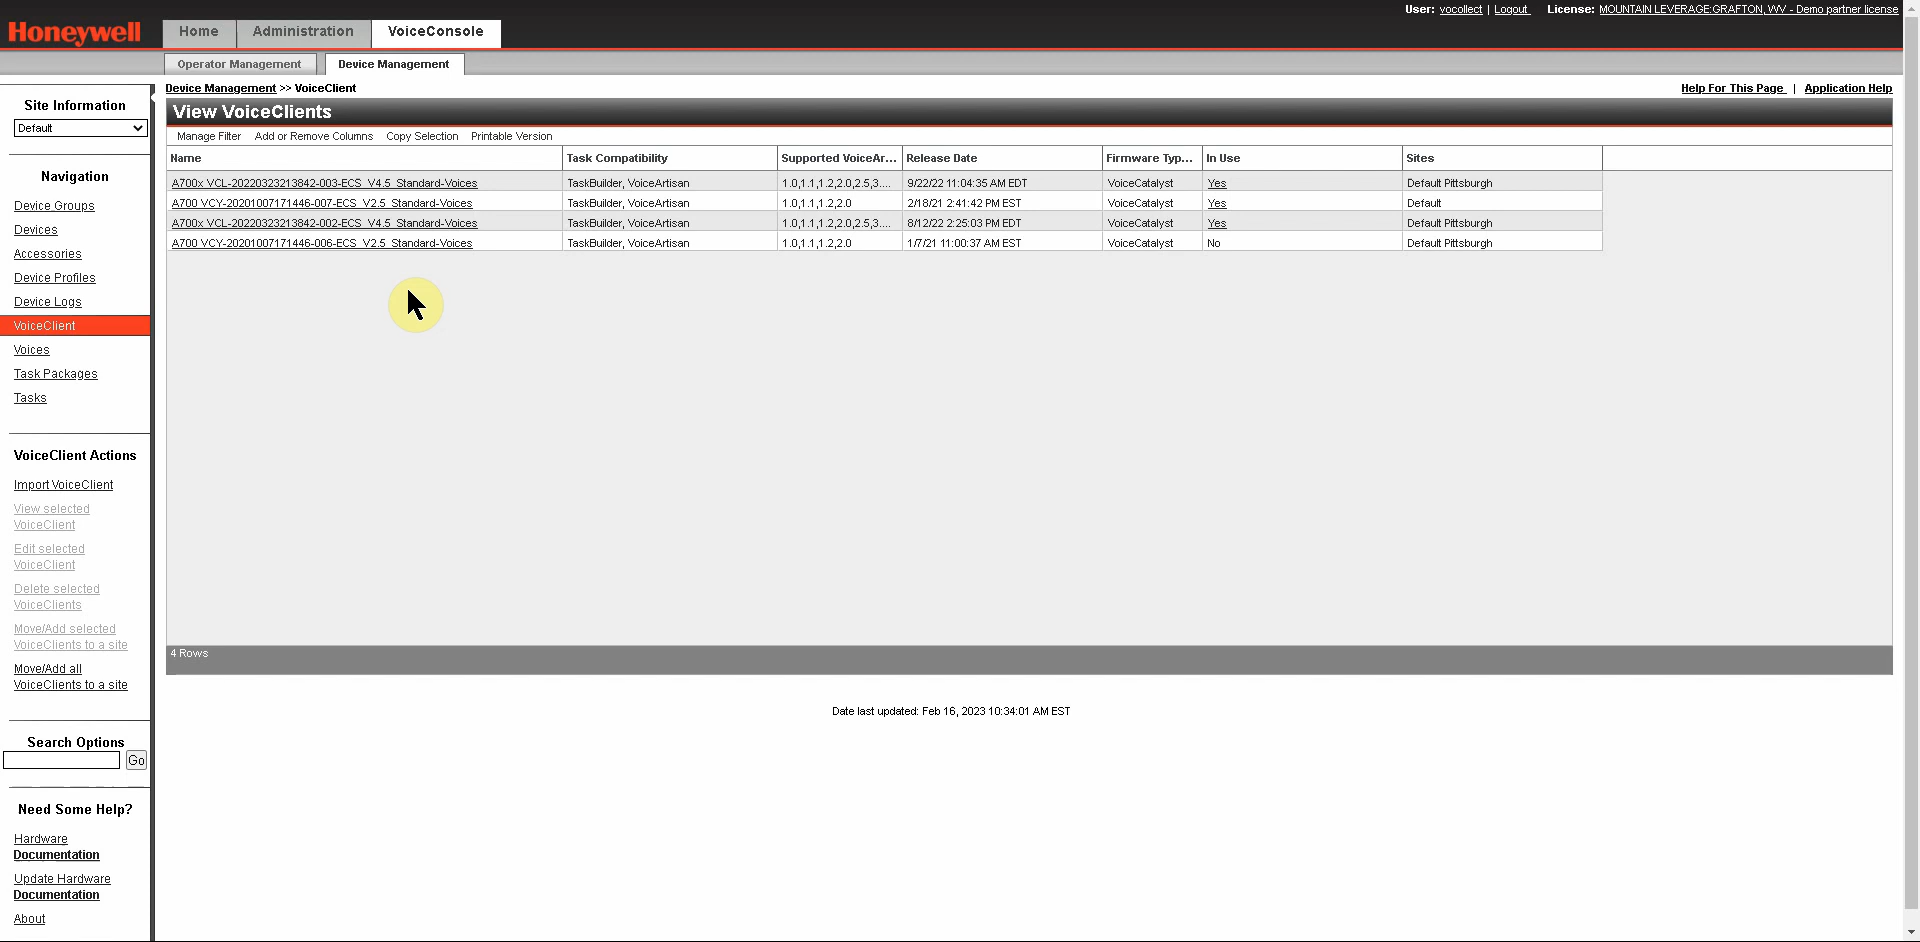 User: vocollect | Logout License: MOUNTAIN LEVERAGE:GRAFTON, WV - Demo partner license
Honeywell
Home Administration VoiceConsole
Operator Management Device Management
Device Management >> VoiceClient
Help For This Page | Application Help
Site Information
Default
Navigation
Device Groups
Devices
Accessories
Device Profiles
Device Logs
VoiceClient
Voices
Task Packages
Tasks
VoiceClient Actions
Import VoiceClient
View selected
VoiceClient
Edit selected
VoiceClient
Delete selected
VoiceClients
Move/Add selected
VoiceClients to a site
Move/Add all
VoiceClients to a site
Search Options
Go
Need Some Help?
Hardware
Documentation
Update Hardware
Documentation
About
View VoiceClients
Manage Filter Add or Remove Columns Copy Selection Printable Version
Name Task Compatibility Supported VoiceAr... Release Date Firmware Typ... In Use Sites
A700x VCL-20220323213842-003-ECS_V4.5_Standard-Voices TaskBuilder, VoiceArtisan 1.0,1.1,1.2,2.0,2.5,3.... 9/22/22 11:04:35 AM EDT VoiceCatalyst Yes Default Pittsburgh
A700 VCY-20201007171446-007-ECS_V2.5_Standard-Voices TaskBuilder, VoiceArtisan 1.0,1.1,1.2,2.0 2/18/21 2:41:42 PM EST VoiceCatalyst Yes Default
A700x VCL-20220323213842-002-ECS_V4.5_Standard-Voices TaskBuilder, VoiceArtisan 1.0,1.1,1.2,2.0,2.5,3.... 8/12/22 2:25:03 PM EDT VoiceCatalyst Yes Default Pittsburgh
A700 VCY-20201007171446-006-ECS_V2.5_Standard-Voices TaskBuilder, VoiceArtisan 1.0,1.1,1.2,2.0 1/7/21 11:00:37 AM EST VoiceCatalyst No Default Pittsburgh
4 Rows
Date last updated: Feb 16, 2023 10:34:01 AM EST